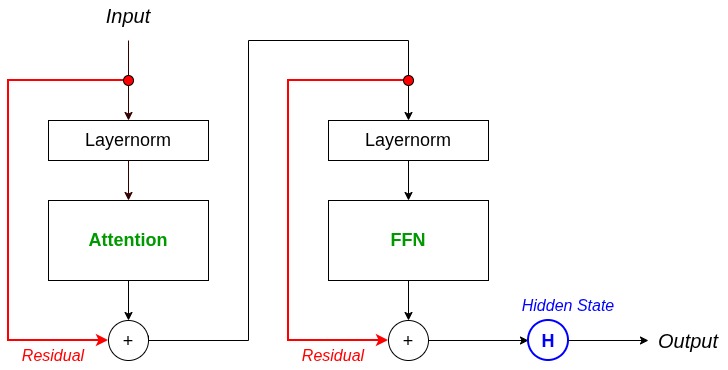 Input
Layernorm
Attention
Residual
+
Layernorm
FFN
Residual
+
Hidden State
H
Output